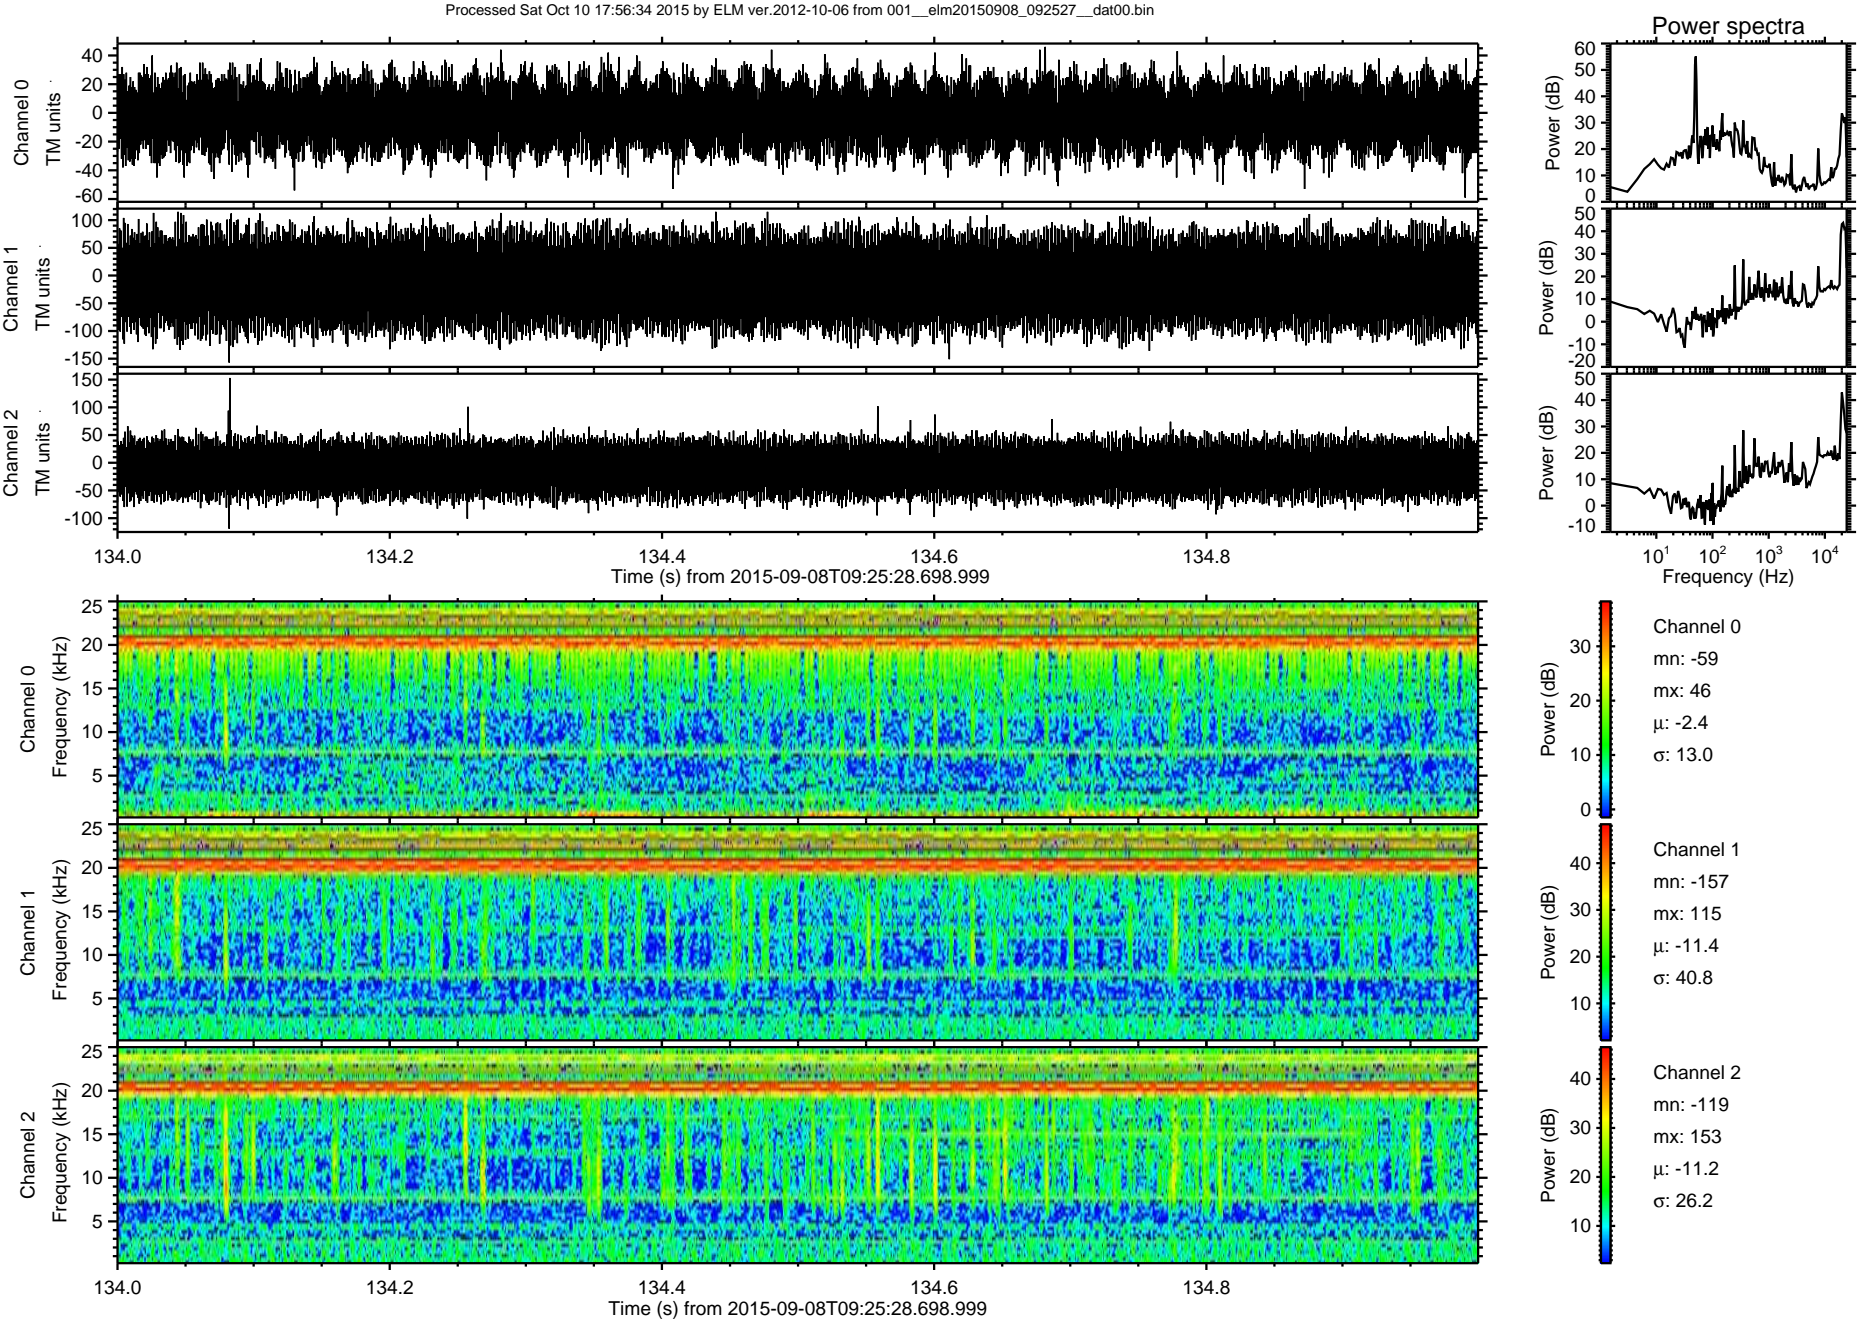 Processed Sat Oct 10 17:56:34 2015 by ELM ver.2012-10-06 from 001__elm20150908_092527__dat00.bin
Power spectra
Channel 0
TM units
40
20
0
-20
-40
-60
Power (dB)
60
50
40
30
20
10
0
Channel 1
TM units
100
50
0
-50
-100
-150
Power (dB)
50
40
30
20
10
0
-10
-20
Channel 2
TM units
150
100
50
0
-50
-100
Power (dB)
50
40
30
20
10
0
-10
134.0 134.2 134.4 134.6 134.8
Time (s) from 2015-09-08T09:25:28.698.999
10¹ 10² 10³ 10⁴
Frequency (Hz)
Channel 0
Frequency (kHz)
25
20
15
10
5
Power (dB)
30
20
10
0
Channel 0
mn: -59
mx: 46
μ: -2.4
σ: 13.0
Channel 1
Frequency (kHz)
25
20
15
10
5
Power (dB)
40
30
20
10
Channel 1
mn: -157
mx: 115
μ: -11.4
σ: 40.8
Channel 2
Frequency (kHz)
25
20
15
10
5
Power (dB)
40
30
20
10
Channel 2
mn: -119
mx: 153
μ: -11.2
σ: 26.2
134.0 134.2 134.4 134.6 134.8
Time (s) from 2015-09-08T09:25:28.698.999